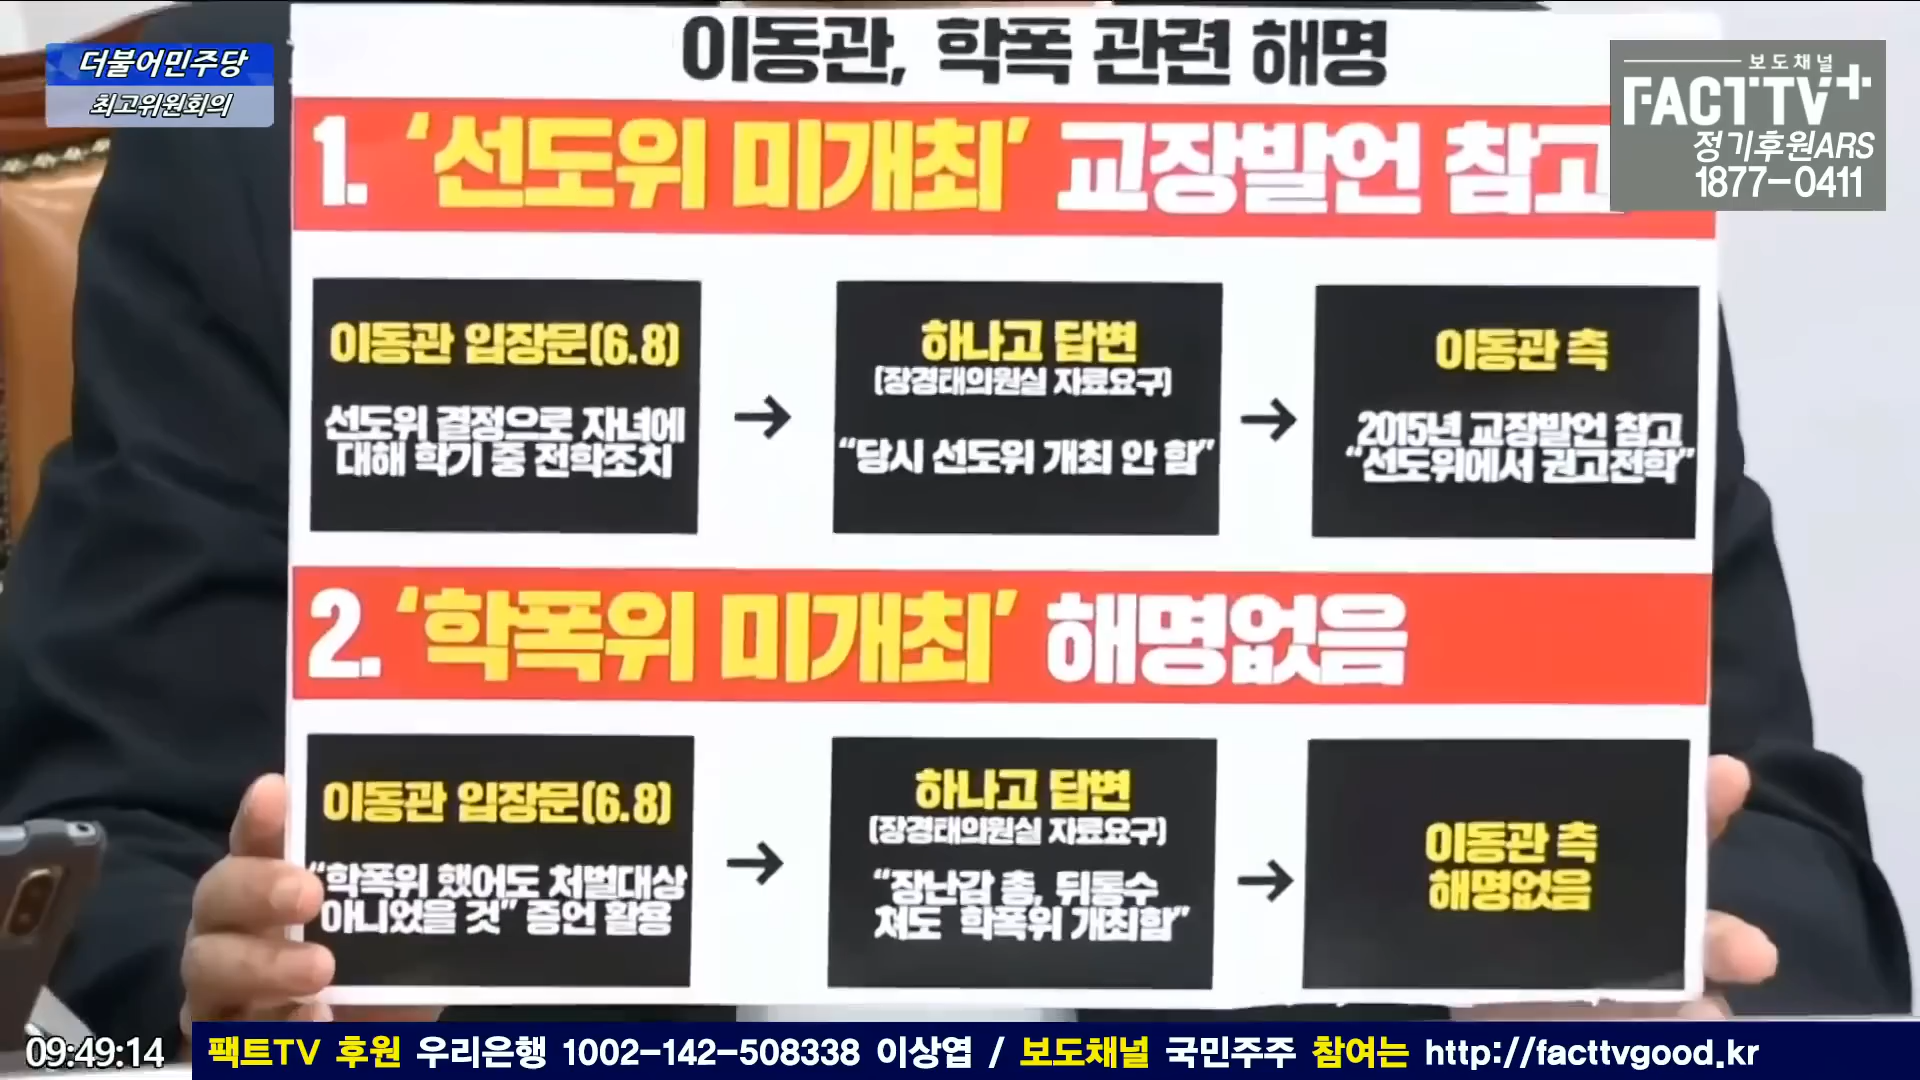 더불어민주당
최고위원회의
보도채널
FACTTV+
정기후원ARS
1877-0411
이동관, 학폭 관련 해명
1. ‘선도위 미개최’ 교장발언 참고
이동관 입장문(6.8)
선도위 결정으로 자녀에
대해 학기 중 전학조치
→
하나고 답변
(장경태의원실 자료요구)
“당시 선도위 개최 안 함”
→
이동관 측
2015년 교장발언 참고
“선도위에서 권고전학”
2. ‘학폭위 미개최’ 해명없음
이동관 입장문(6.8)
“학폭위 했어도 처벌대상
아니었을 것” 증언 활용
→
하나고 답변
(장경태의원실 자료요구)
“장난감 총, 뒤통수
쳐도 학폭위 개최함”
→
이동관 측
해명없음
09:49:14
팩트TV 후원 우리은행 1002-142-508338 이상엽 / 보도채널 국민주주 참여는 http://facttvgood.kr